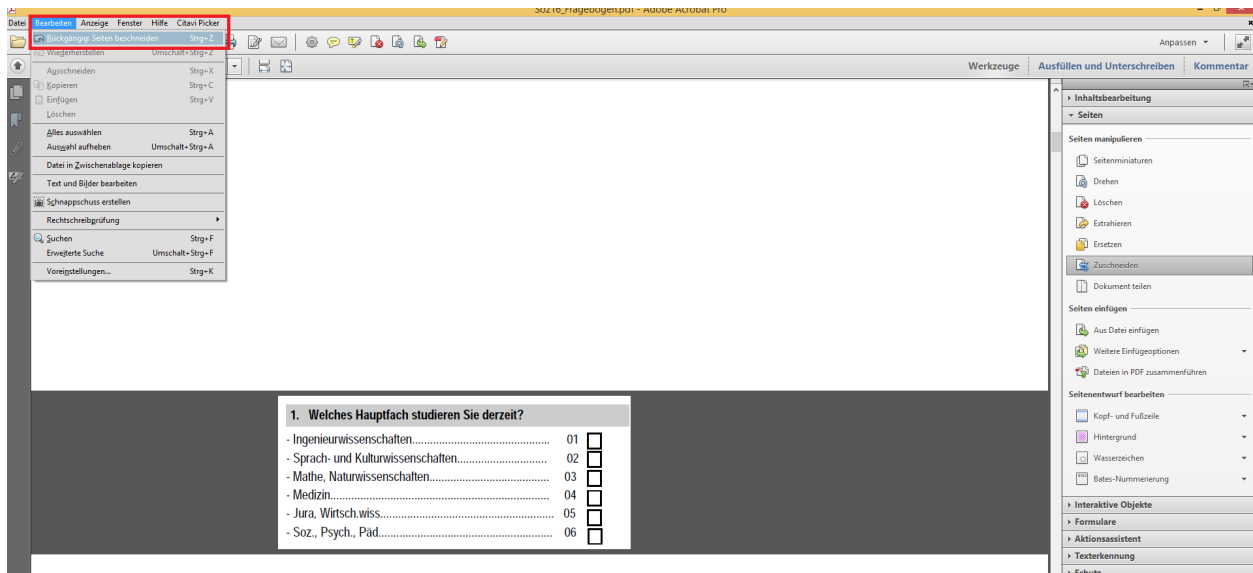 Soz16_Fragebogen.pdf - Adobe Acrobat Pro
Datei Bearbeiten Anzeige Fenster Hilfe Citavi Picker
Rückgängig: Seiten beschneiden Strg+Z
Wiederherstellen Umschalt+Strg+Z
Ausschneiden Strg+X
Kopieren Strg+C
Einfügen Strg+V
Löschen
Alles auswählen Strg+A
Auswahl aufheben Umschalt+Strg+A
Datei in Zwischenablage kopieren
Text und Bilder bearbeiten
Schnappschuss erstellen
Rechtschreibprüfung
Suchen Strg+F
Erweiterte Suche Umschalt+Strg+F
Voreinstellungen... Strg+K
Anpassen
Werkzeuge Ausfüllen und Unterschreiben Kommentar
Inhaltsbearbeitung
Seiten
Seiten manipulieren
Seitenminiaturen
Drehen
Löschen
Extrahieren
Ersetzen
Zuschneiden
Dokument teilen
Seiten einfügen
Aus Datei einfügen
Weitere Einfügeoptionen
Dateien in PDF zusammenführen
Seitenentwurf bearbeiten
Kopf- und Fußzeile
Hintergrund
Wasserzeichen
Bates-Nummerierung
Interaktive Objekte
Formulare
Aktionsassistent
Texterkennung
Schutz
1. Welches Hauptfach studieren Sie derzeit?
- Ingenieurwissenschaften.............................................. 01
- Sprach- und Kulturwissenschaften.............................. 02
- Mathe, Naturwissenschaften........................................ 03
- Medizin......................................................................... 04
- Jura, Wirtsch.wiss......................................................... 05
- Soz., Psych., Päd.......................................................... 06